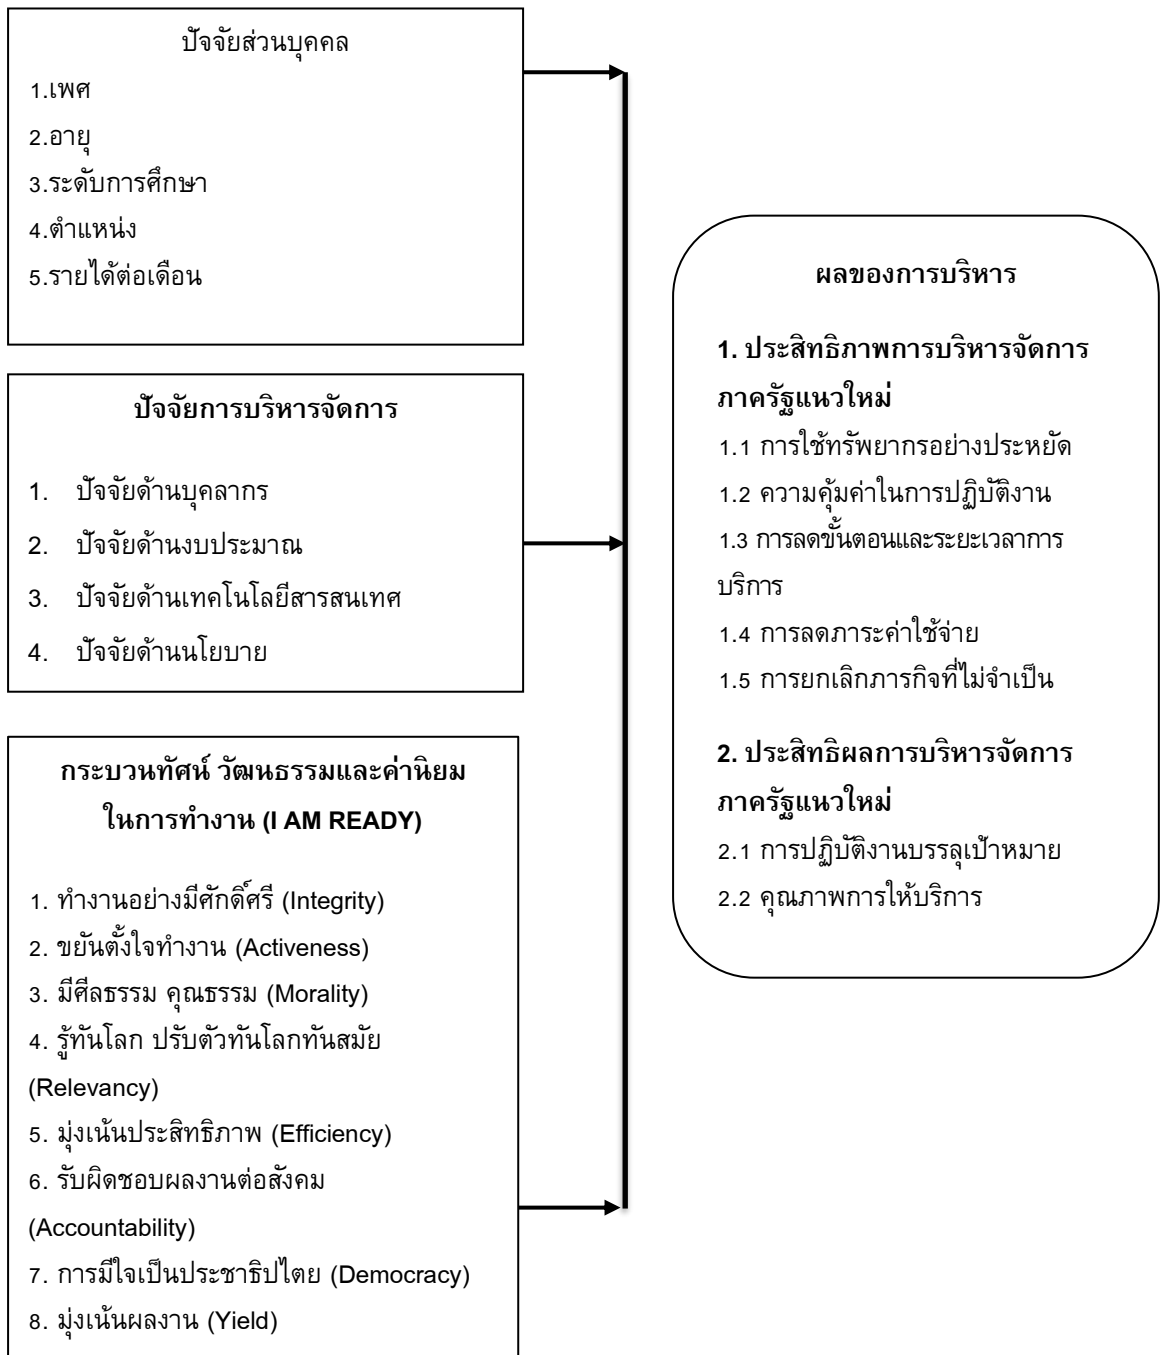 ปัจจัยส่วนบุคคล
1.เพศ
2.อายุ
3.ระดับการศึกษา
4.ตำแหน่ง
5.รายได้ต่อเดือน
ปัจจัยการบริหารจัดการ
1. ปัจจัยด้านบุคลากร
2. ปัจจัยด้านงบประมาณ
3. ปัจจัยด้านเทคโนโลยีสารสนเทศ
4. ปัจจัยด้านนโยบาย
กระบวนทัศน์ วัฒนธรรมและค่านิยม
ในการทำงาน (I AM READY)
1. ทำงานอย่างมีศักดิ์ศรี (Integrity)
2. ขยันตั้งใจทำงาน (Activeness)
3. มีศีลธรรม คุณธรรม (Morality)
4. รู้ทันโลก ปรับตัวทันโลกทันสมัย
(Relevancy)
5. มุ่งเน้นประสิทธิภาพ (Efficiency)
6. รับผิดชอบผลงานต่อสังคม
(Accountability)
7. การมีใจเป็นประชาธิปไตย (Democracy)
8. มุ่งเน้นผลงาน (Yield)
ผลของการบริหาร
1. ประสิทธิภาพการบริหารจัดการ
ภาครัฐแนวใหม่
1.1 การใช้ทรัพยากรอย่างประหยัด
1.2 ความคุ้มค่าในการปฏิบัติงาน
1.3 การลดขั้นตอนและระยะเวลาการ
บริการ
1.4 การลดภาระค่าใช้จ่าย
1.5 การยกเลิกภารกิจที่ไม่จำเป็น
2. ประสิทธิผลการบริหารจัดการ
ภาครัฐแนวใหม่
2.1 การปฏิบัติงานบรรลุเป้าหมาย
2.2 คุณภาพการให้บริการ